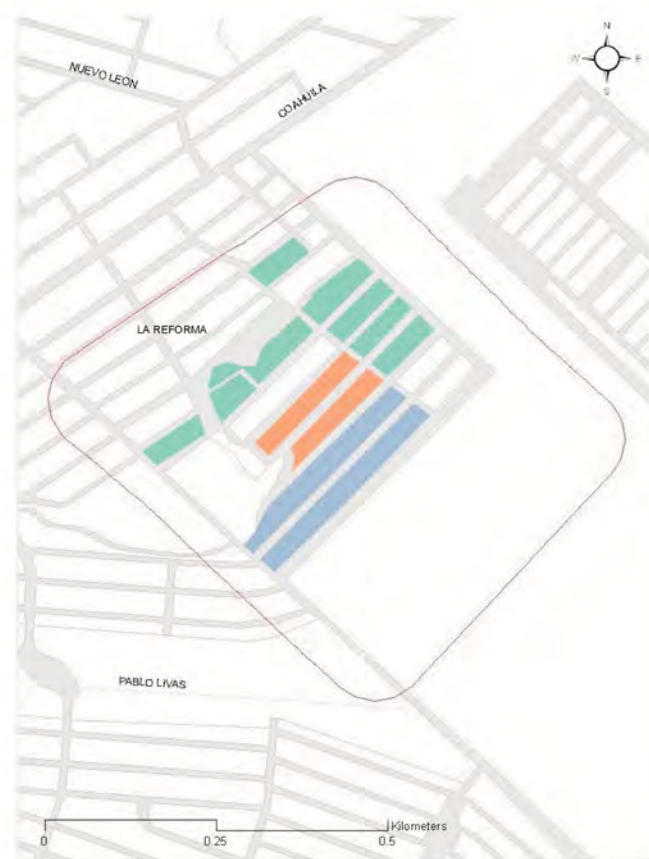 N
W E
S
NUEVO LEON
COAHUILA
LA REFORMA
PABLO LIVAS
Kilometers
0 0.25 0.5